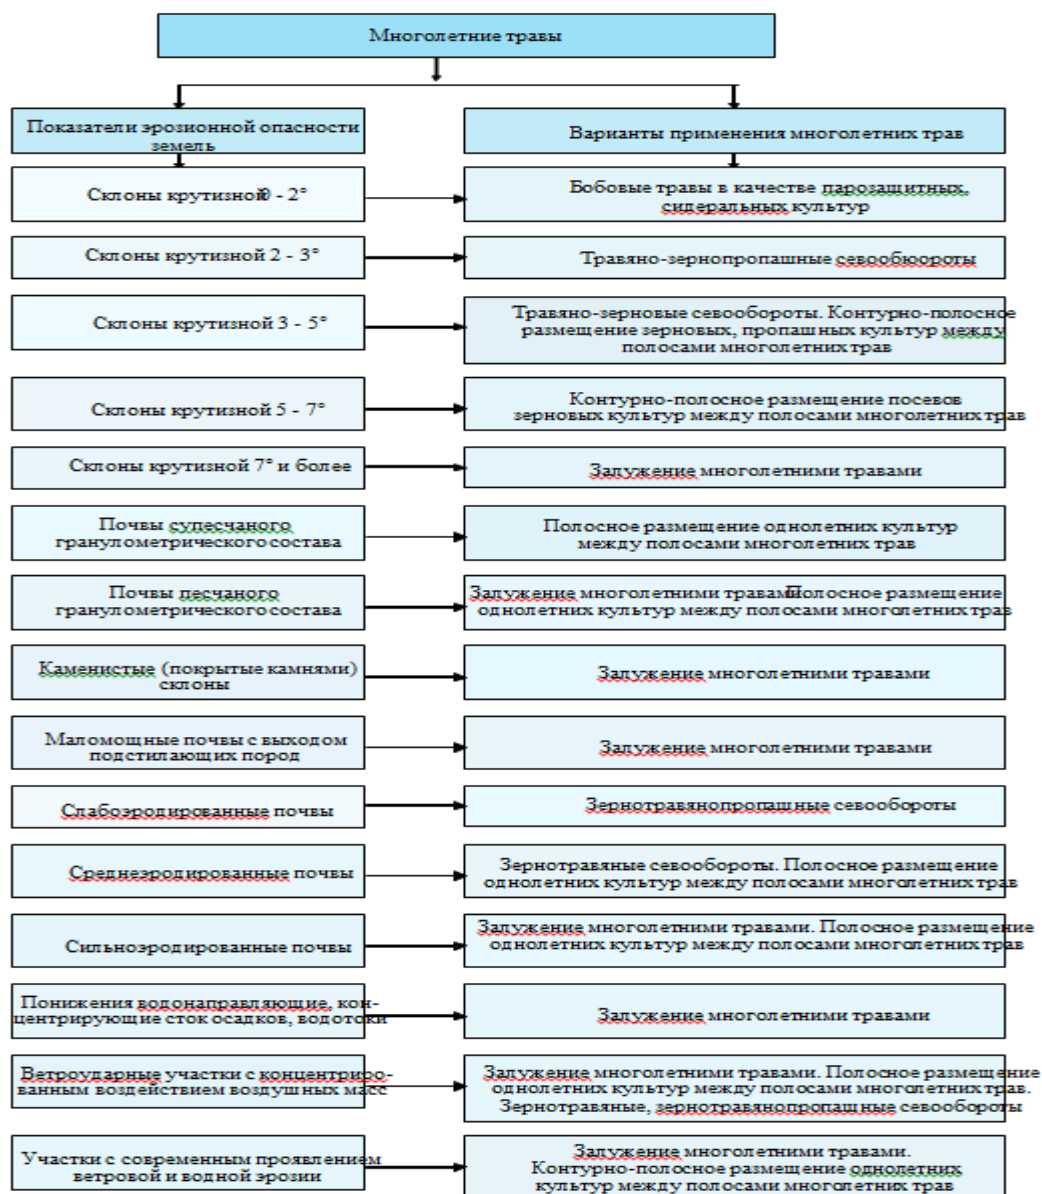 Многолетние травы
Показатели эрозионной опасности
земель
Варианты применения многолетних трав
Склоны крутизной 0 - 2°
Бобовые травы в качестве парозащитных,
сидеральных культур
Склоны крутизной 2 - 3°
Травяно-зернопропашные севообюороты
Склоны крутизной 3 - 5°
Травяно-зерновые севообороты. Контурно-полосное
размещение зерновых, пропашных культур между
полосами многолетних трав
Склоны крутизной 5 - 7°
Контурно-полосное размещение посевов
зерновых культур между полосами многолетних трав
Склоны крутизной 7° и более
Залужение многолетними травами
Почвы супесчаного
гранулометрического состава
Полосное размещение однолетних культур
между полосами многолетних трав
Почвы песчаного
гранулометрического состава
Залужение многолетними травами. Полосное размещение
однолетних культур между полосами многолетних трав
Каменистые (покрытые камнями)
склоны
Залужение многолетними травами
Маломощные почвы с выходом
подстилающих пород
Залужение многолетними травами
Слабоэродированные почвы
Зернотравянопропашные севообороты
Среднеэродированные почвы
Зернотравяные севообороты. Полосное размещение
однолетних культур между полосами многолетних трав
Сильноэродированные почвы
Залужение многолетними травами. Полосное размещение
однолетних культур между полосами многолетних трав
Понижения водонаправляющие, кон-
центрирующие сток осадков, водотоки
Залужение многолетними травами
Ветроударные участки с концентриро-
ванным воздействием воздушных масс
Залужение многолетними травами. Полосное размещение
однолетних культур между полосами многолетних трав.
Зернотравяные, зернотравянопропашные севообороты
Участки с современным проявлением
ветровой и водной эрозии
Залужение многолетними травами.
Контурно-полосное размещение однолетних
культур между полосами многолетних трав